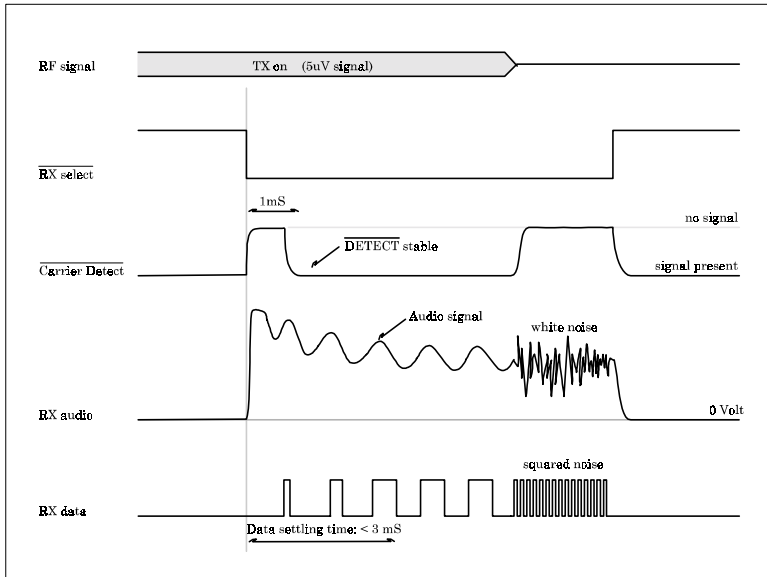 RF signal
TX on (5uV signal)
RX select
1mS
no signal
DETECT stable
Carrier Detect
signal present
Audio signal
white noise
RX audio
0 Volt
squared noise
RX data
Data settling time: < 3 mS